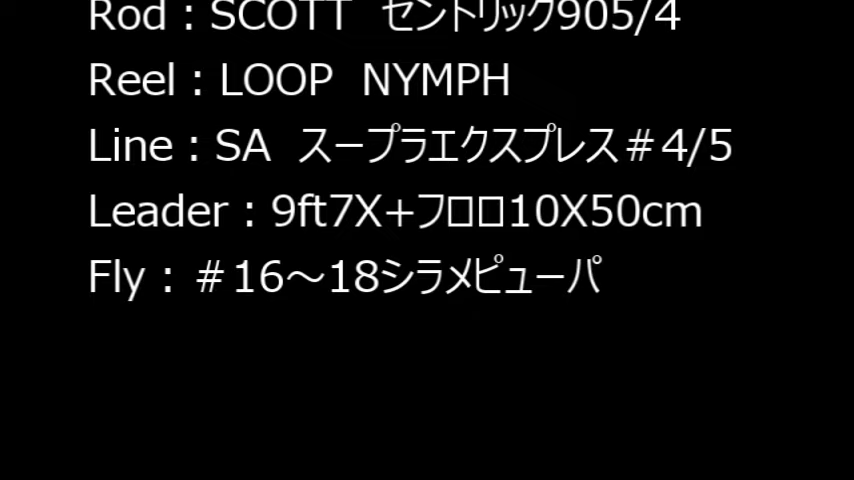 Rod：SCOTT　セントリック905/4
Reel：LOOP　NYMPH
Line：SA　スープラエクスプレス＃4/5
Leader：9ft7X+フロロ10X50cm
Fly：＃16～18シラメピューパ